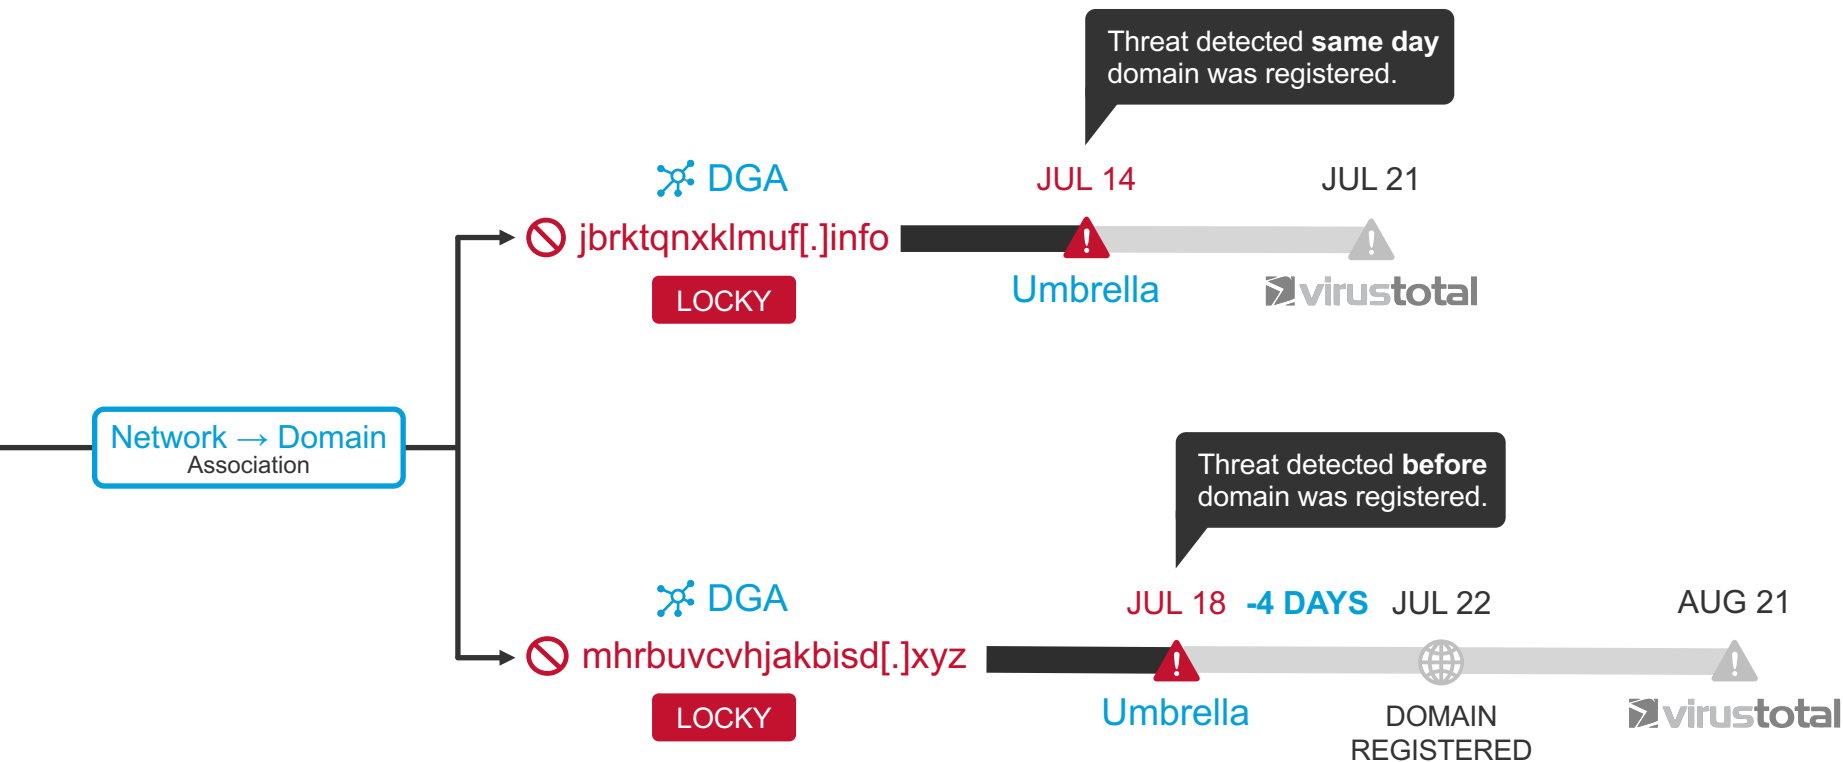 Threat detected same day
domain was registered.
DGA
JUL 14
JUL 21
jbrktqnxklmuf[.]info
Umbrella
virustotal
LOCKY
Network → Domain
Association
Threat detected before
domain was registered.
DGA
JUL 18
-4 DAYS
JUL 22
AUG 21
mhrbuvcvhjakbisd[.]xyz
LOCKY
Umbrella
DOMAIN
REGISTERED
virustotal